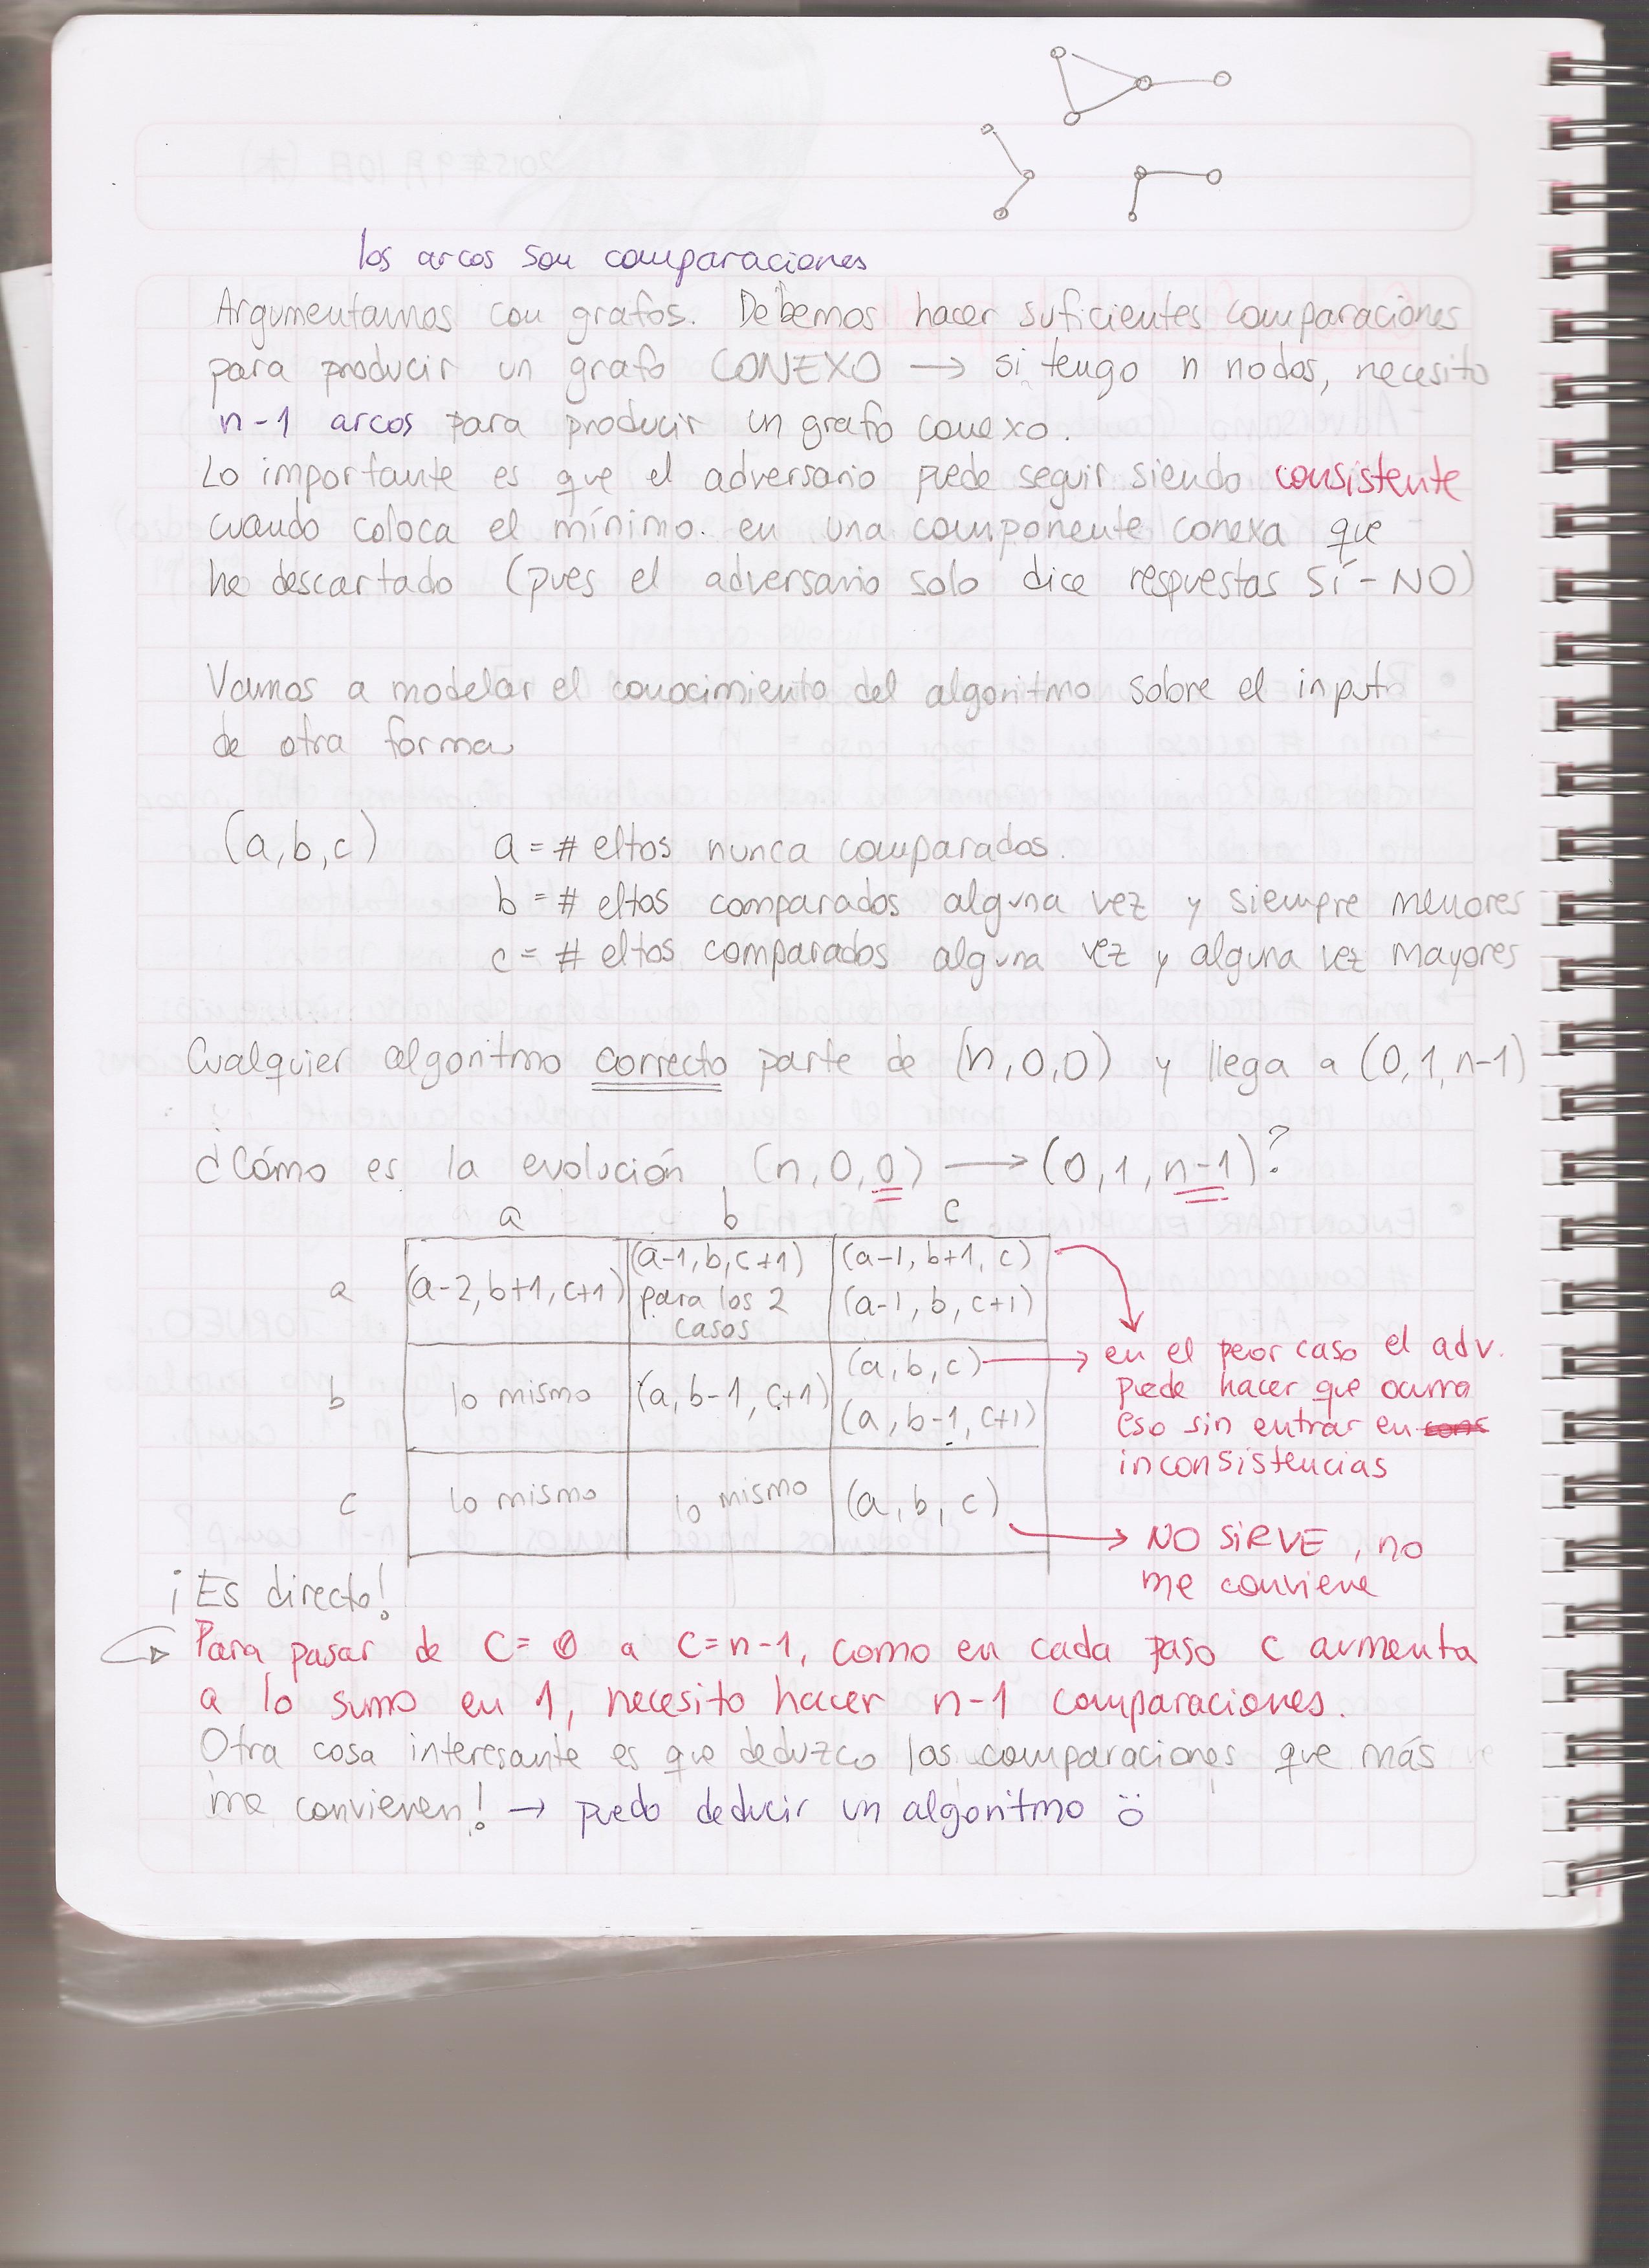 los arcos son comparaciones
Argumentamos con grafos. Debemos hacer suficientes comparaciones
para producir un grafo CONEXO → si tengo n nodos, necesito
n-1 arcos para producir un grafo conexo.
Lo importante es que el adversario puede seguir siendo consistente
cuando coloca el mínimo. en una componente conexa que
he descartado (pues el adversario solo dice respuestas SÍ-NO)
Vamos a modelar el conocimiento del algoritmo sobre el input
de otra forma
(a,b,c) a = # eltos nunca comparados.
b = # eltos comparados alguna vez y siempre menores
c = # eltos comparados alguna vez y alguna vez mayores
Cualquier algoritmo correcto parte de (n,0,0) y llega a (0,1,n-1)
¿Cómo es la evolución (n,0,0) → (0,1,n-1)?
a b c
a (a-2, b+1, c+1) (a-1, b, c+1) para los 2 casos (a-1, b+1, c) (a-1, b, c+1)
b lo mismo (a, b-1, c+1) (a, b, c) (a, b-1, c+1)
c lo mismo lo mismo (a, b, c)
→ en el peor caso el adv.
puede hacer que ocurra
eso sin entrar en
inconsistencias
→ NO SIRVE, no
me conviene
¡Es directo!
Para pasar de c=0 a c=n-1, como en cada paso c aumenta
a lo sumo en 1, necesito hacer n-1 comparaciones.
Otra cosa interesante es que deduzco las comparaciones que más
me convienen! → puedo deducir un algoritmo ö